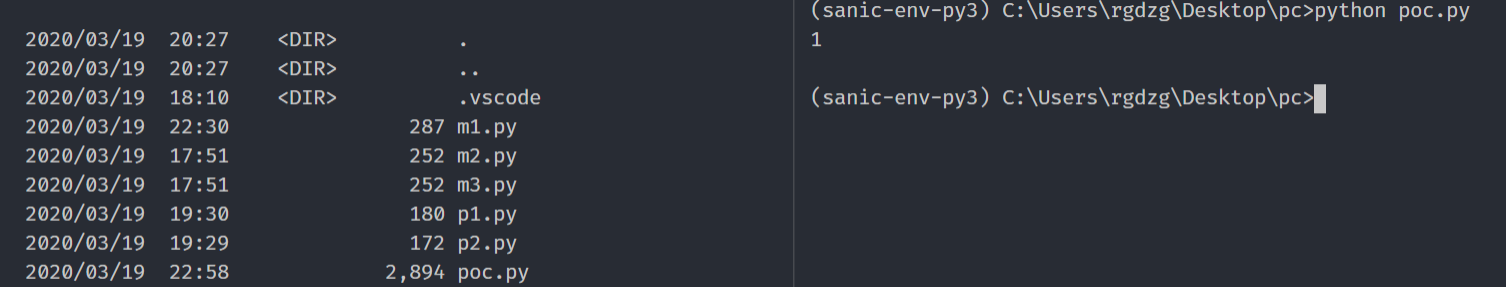 2020/03/19  20:27    <DIR>          .
2020/03/19  20:27    <DIR>          ..
2020/03/19  18:10    <DIR>          .vscode
2020/03/19  22:30               287 m1.py
2020/03/19  17:51               252 m2.py
2020/03/19  17:51               252 m3.py
2020/03/19  19:30               180 p1.py
2020/03/19  19:29               172 p2.py
2020/03/19  22:58             2,894 poc.py
(sanic-env-py3) C:\Users\rgdzg\Desktop\pc>python poc.py
1
(sanic-env-py3) C:\Users\rgdzg\Desktop\pc>